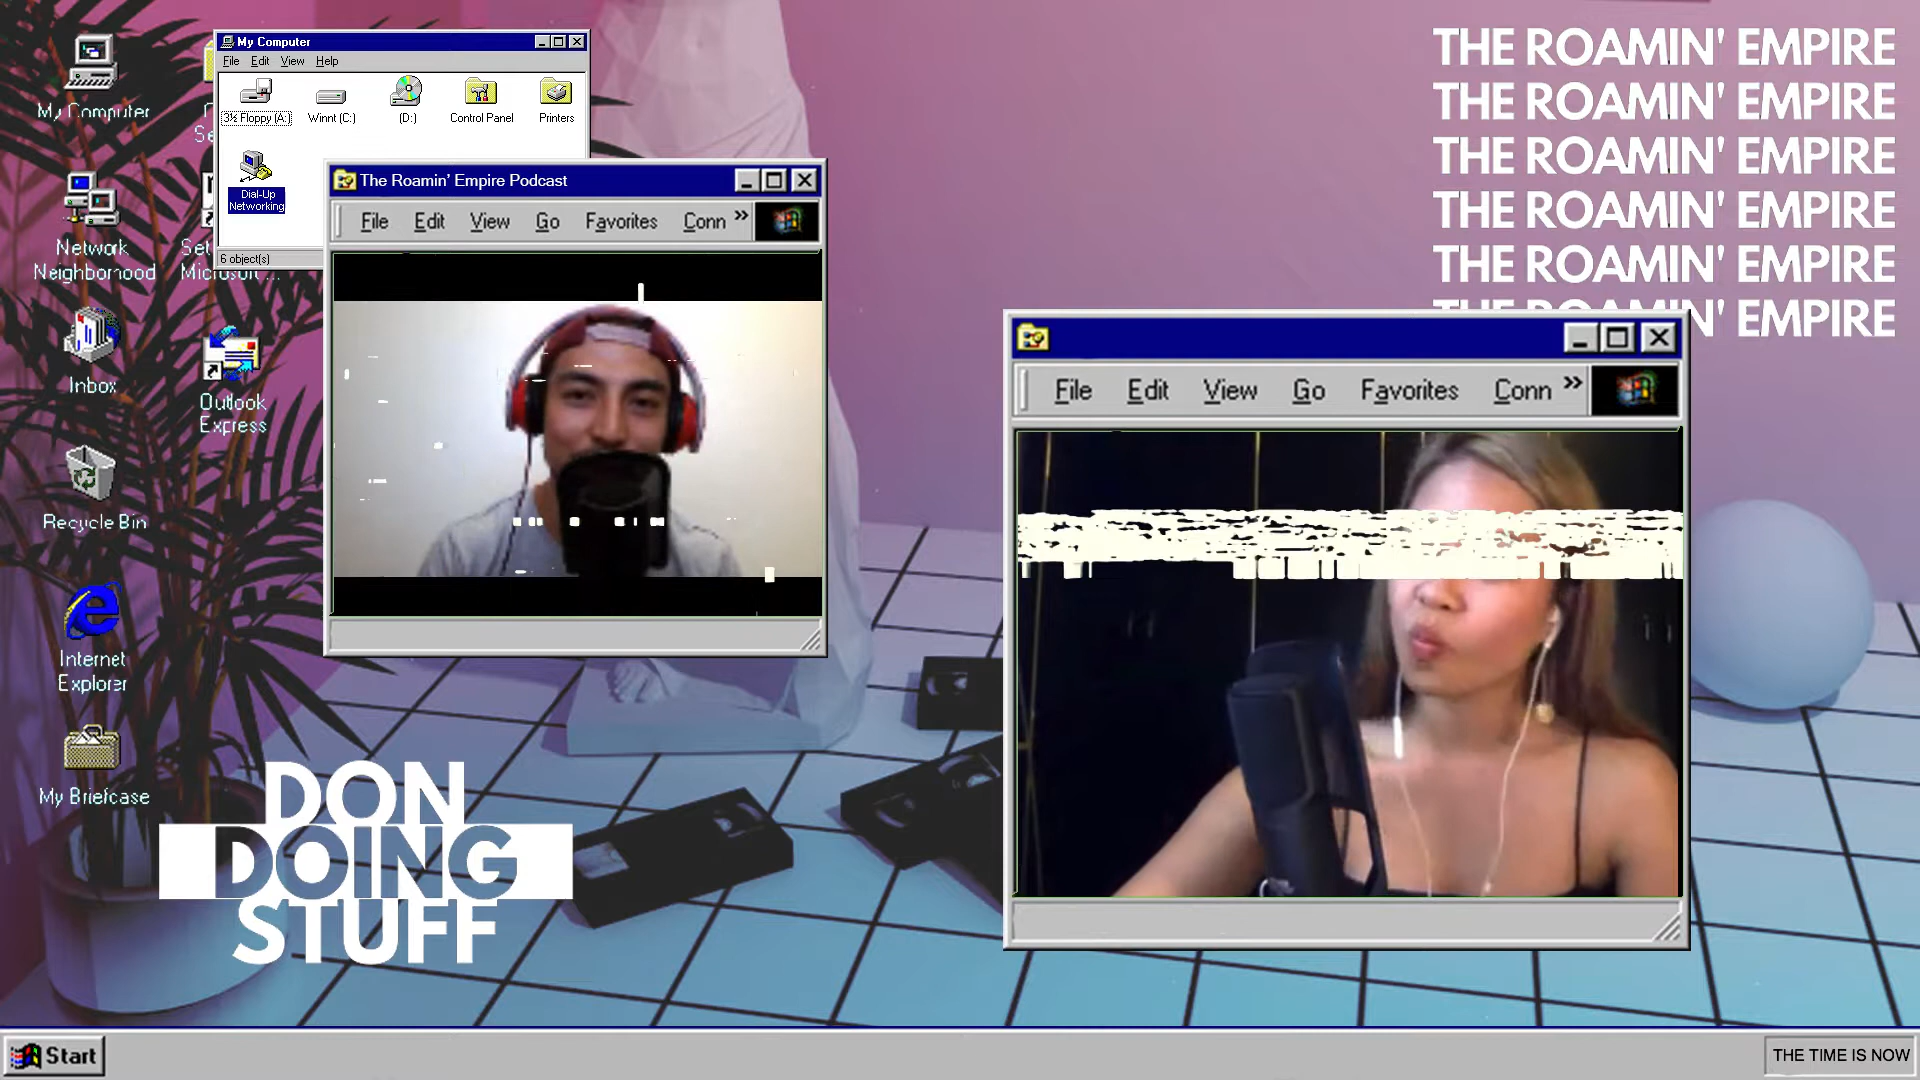 My Computer
Network
Neighborhood
Inbox
Recycle Bin
Internet
Explorer
My Briefcase
Outlook
Express
My Computer
File Edit View Help
3½ Floppy (A:) Winnt (C:) (D:) Control Panel Printers
Dial-Up
Networking
6 object(s)
The Roamin' Empire Podcast
File Edit View Go Favorites Conn »
THE ROAMIN' EMPIRE
THE ROAMIN' EMPIRE
THE ROAMIN' EMPIRE
THE ROAMIN' EMPIRE
THE ROAMIN' EMPIRE
THE ROAMIN' EMPIRE
File Edit View Go Favorites Conn »
DON
DOING
STUFF
Start
THE TIME IS NOW